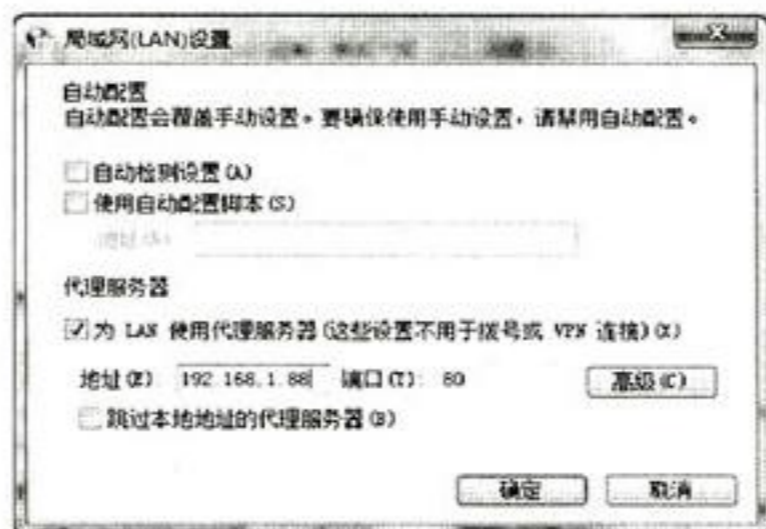 局域网(LAN)设置
自动配置
自动配置会覆盖手动设置。要确保使用手动设置，请禁用自动配置。
自动检测设置(A)
使用自动配置脚本(S)
地址(R)
代理服务器
为 LAN 使用代理服务器(这些设置不用于拨号或 VPN 连接)(X)
地址(E): 192.168.1.88 端口(T): 80 高级(C)
跳过本地地址的代理服务器(B)
确定 取消